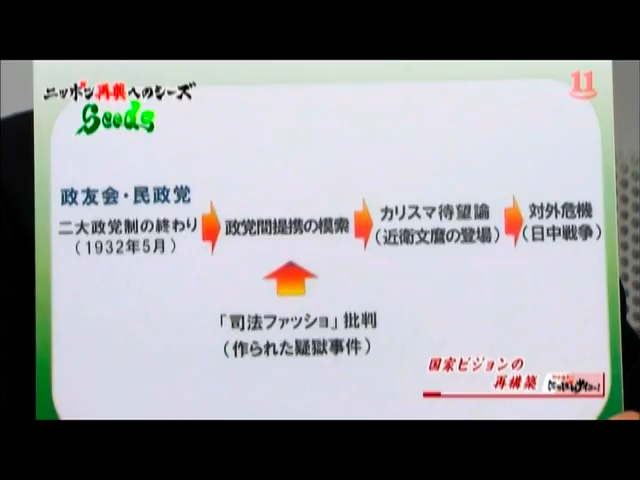 ニッポン再興へのシーズ
Seeds
11
政友会・民政党
二大政党制の終わり
(1932年5月)
政党間提携の模索
カリスマ待望論
(近衛文麿の登場)
対外危機
(日中戦争)
「司法ファッショ」批判
(作られた疑獄事件)
国家ビジョンの
再構築